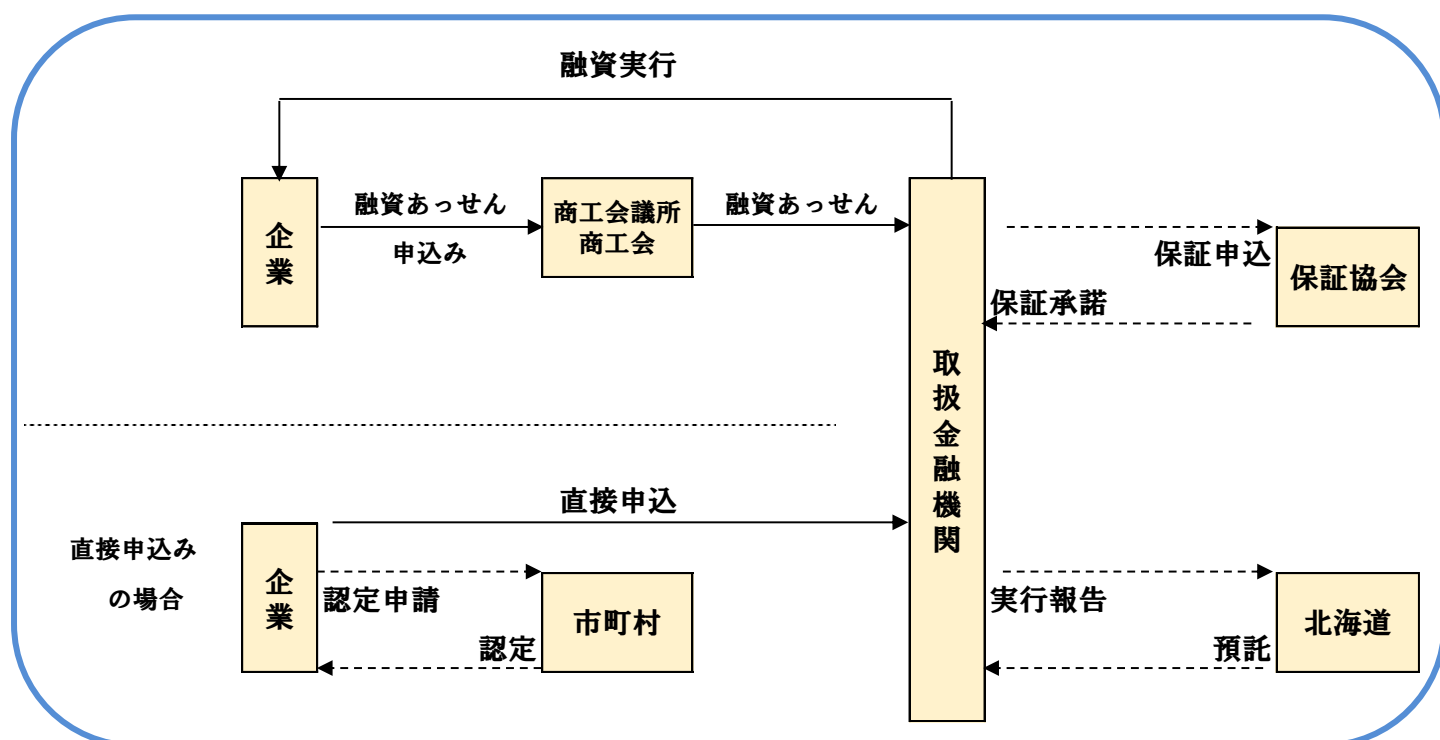 融資実行
企業
融資あっせん
申込み
商工会議所
商工会
融資あっせん
取扱金融機関
保証申込
保証協会
保証承諾
直接申込み
の場合
企業
直接申込
認定申請
市町村
認定
実行報告
北海道
預託